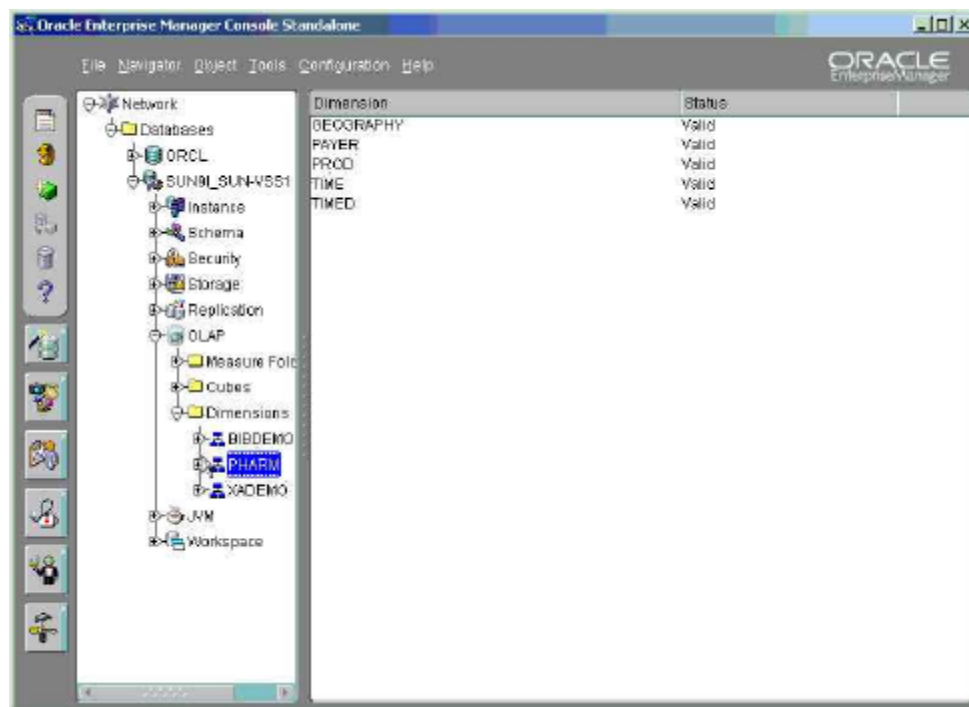 Oracle Enterprise Manager Console Standalone
File Navigator Object Tools Configuration Help
ORACLE
EnterpriseManager
Network
Databases
ORCL
SUN9I_SUN-VSS1
Instance
Schema
Security
Storage
Replication
OLAP
Measure Fold
Cubes
Dimensions
BIBDEMO
PHARM
XADEMO
JVM
Workspace
Dimension Status
GEOGRAPHY Valid
PAYER Valid
PROD Valid
TIME Valid
TIMED Valid